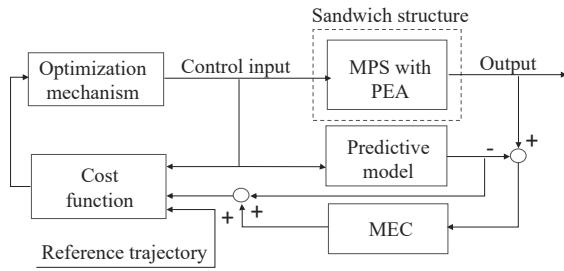 Sandwich structure
Optimization
mechanism
Control input
MPS with
PEA
Output
+
-
Predictive
model
Cost
function
+
+
MEC
Reference trajectory